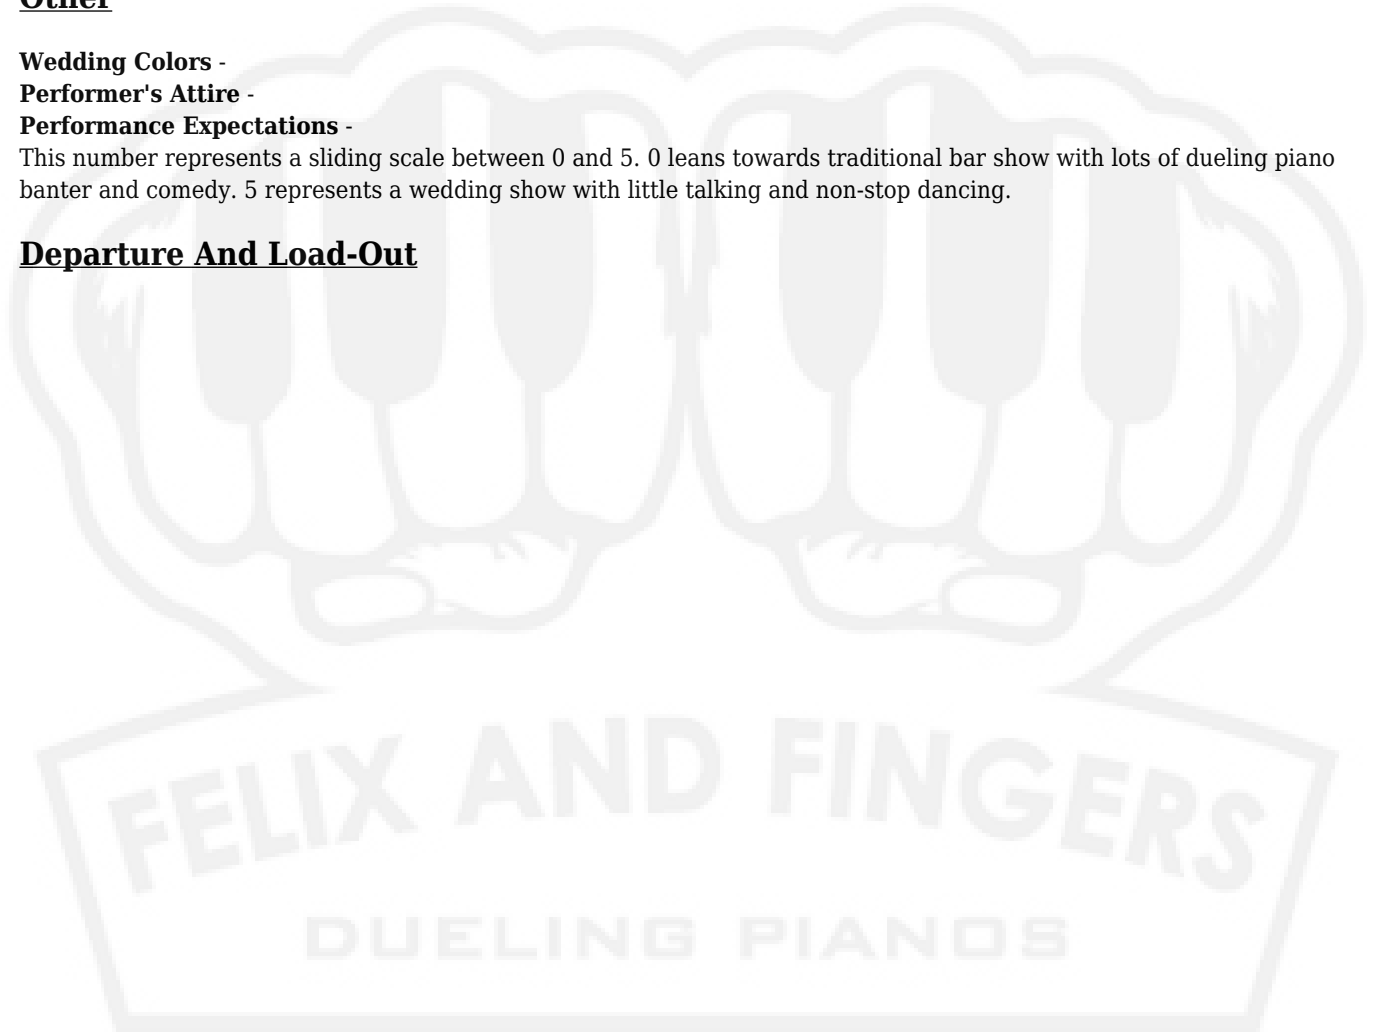 Other
Wedding Colors -
Performer's Attire -
Performance Expectations -
This number represents a sliding scale between 0 and 5. 0 leans towards traditional bar show with lots of dueling piano
banter and comedy. 5 represents a wedding show with little talking and non-stop dancing.
Departure And Load-Out
FELIX AND FINGERS
DUELING PIANOS